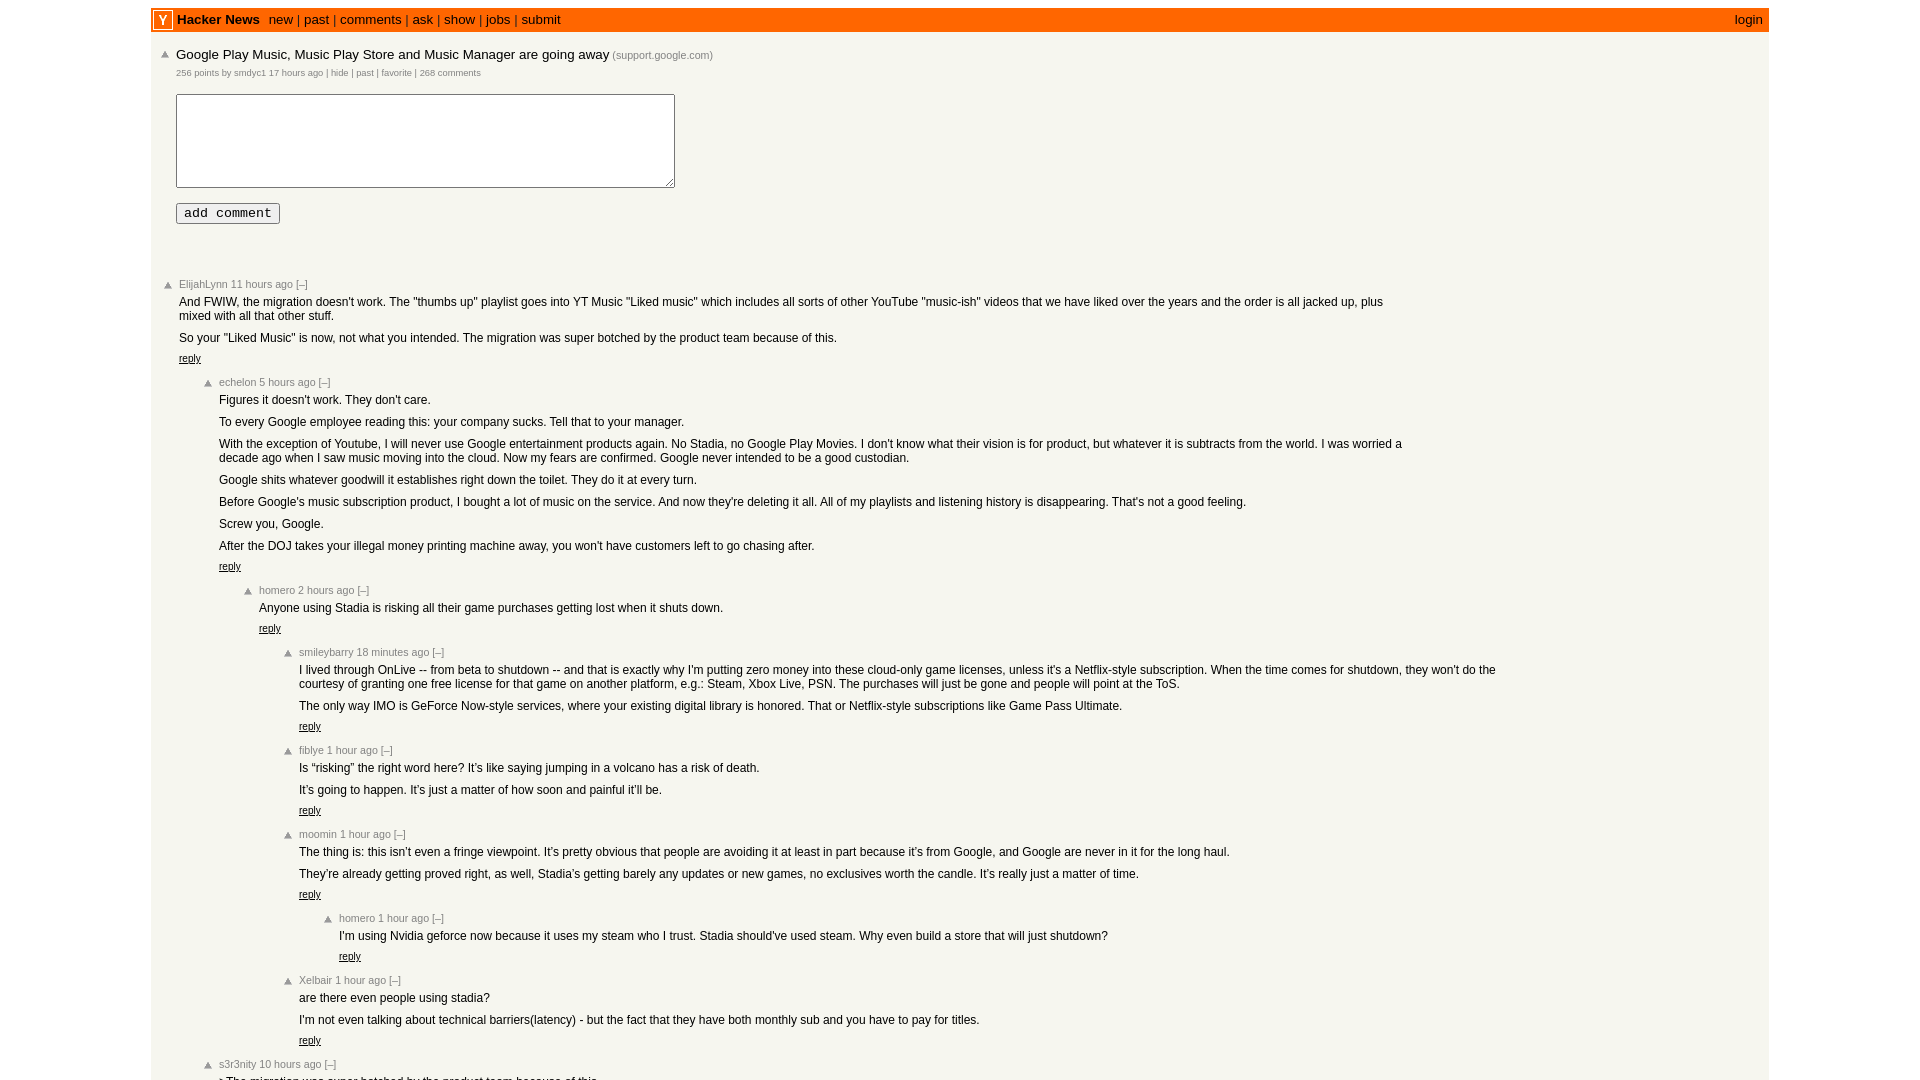 Y Hacker News new | past | comments | ask | show | jobs | submit login
Google Play Music, Music Play Store and Music Manager are going away (support.google.com)
256 points by smdyc1 17 hours ago | hide | past | favorite | 268 comments
add comment
ElijahLynn 11 hours ago [–]
And FWIW, the migration doesn't work. The "thumbs up" playlist goes into YT Music "Liked music" which includes all sorts of other YouTube "music-ish" videos that we have liked over the years and the order is all jacked up, plus
mixed with all that other stuff.
So your "Liked Music" is now, not what you intended. The migration was super botched by the product team because of this.
reply
echelon 5 hours ago [–]
Figures it doesn't work. They don't care.
To every Google employee reading this: your company sucks. Tell that to your manager.
With the exception of Youtube, I will never use Google entertainment products again. No Stadia, no Google Play Movies. I don't know what their vision is for product, but whatever it is subtracts from the world. I was worried a
decade ago when I saw music moving into the cloud. Now my fears are confirmed. Google never intended to be a good custodian.
Google shits whatever goodwill it establishes right down the toilet. They do it at every turn.
Before Google's music subscription product, I bought a lot of music on the service. And now they're deleting it all. All of my playlists and listening history is disappearing. That's not a good feeling.
Screw you, Google.
After the DOJ takes your illegal money printing machine away, you won't have customers left to go chasing after.
reply
homero 2 hours ago [–]
Anyone using Stadia is risking all their game purchases getting lost when it shuts down.
reply
smileybarry 18 minutes ago [–]
I lived through OnLive -- from beta to shutdown -- and that is exactly why I'm putting zero money into these cloud-only game licenses, unless it's a Netflix-style subscription. When the time comes for shutdown, they won't do the
courtesy of granting one free license for that game on another platform, e.g.: Steam, Xbox Live, PSN. The purchases will just be gone and people will point at the ToS.
The only way IMO is GeForce Now-style services, where your existing digital library is honored. That or Netflix-style subscriptions like Game Pass Ultimate.
reply
fiblye 1 hour ago [–]
Is “risking” the right word here? It’s like saying jumping in a volcano has a risk of death.
It’s going to happen. It’s just a matter of how soon and painful it’ll be.
reply
moomin 1 hour ago [–]
The thing is: this isn’t even a fringe viewpoint. It’s pretty obvious that people are avoiding it at least in part because it’s from Google, and Google are never in it for the long haul.
They’re already getting proved right, as well, Stadia’s getting barely any updates or new games, no exclusives worth the candle. It’s really just a matter of time.
reply
homero 1 hour ago [–]
I'm using Nvidia geforce now because it uses my steam who I trust. Stadia should've used steam. Why even build a store that will just shutdown?
reply
Xelbair 1 hour ago [–]
are there even people using stadia?
I'm not even talking about technical barriers(latency) - but the fact that they have both monthly sub and you have to pay for titles.
reply
s3r3nity 10 hours ago [–]
>The migration was super botched by the product team because of this.